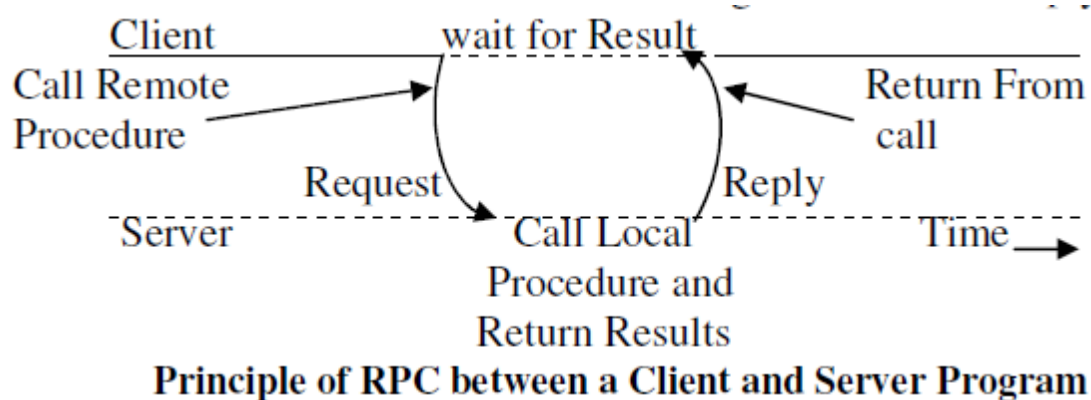 Client wait for Result
Call Remote Return From
Procedure call
Request Reply
Server Call Local Time
Procedure and
Return Results
Principle of RPC between a Client and Server Program